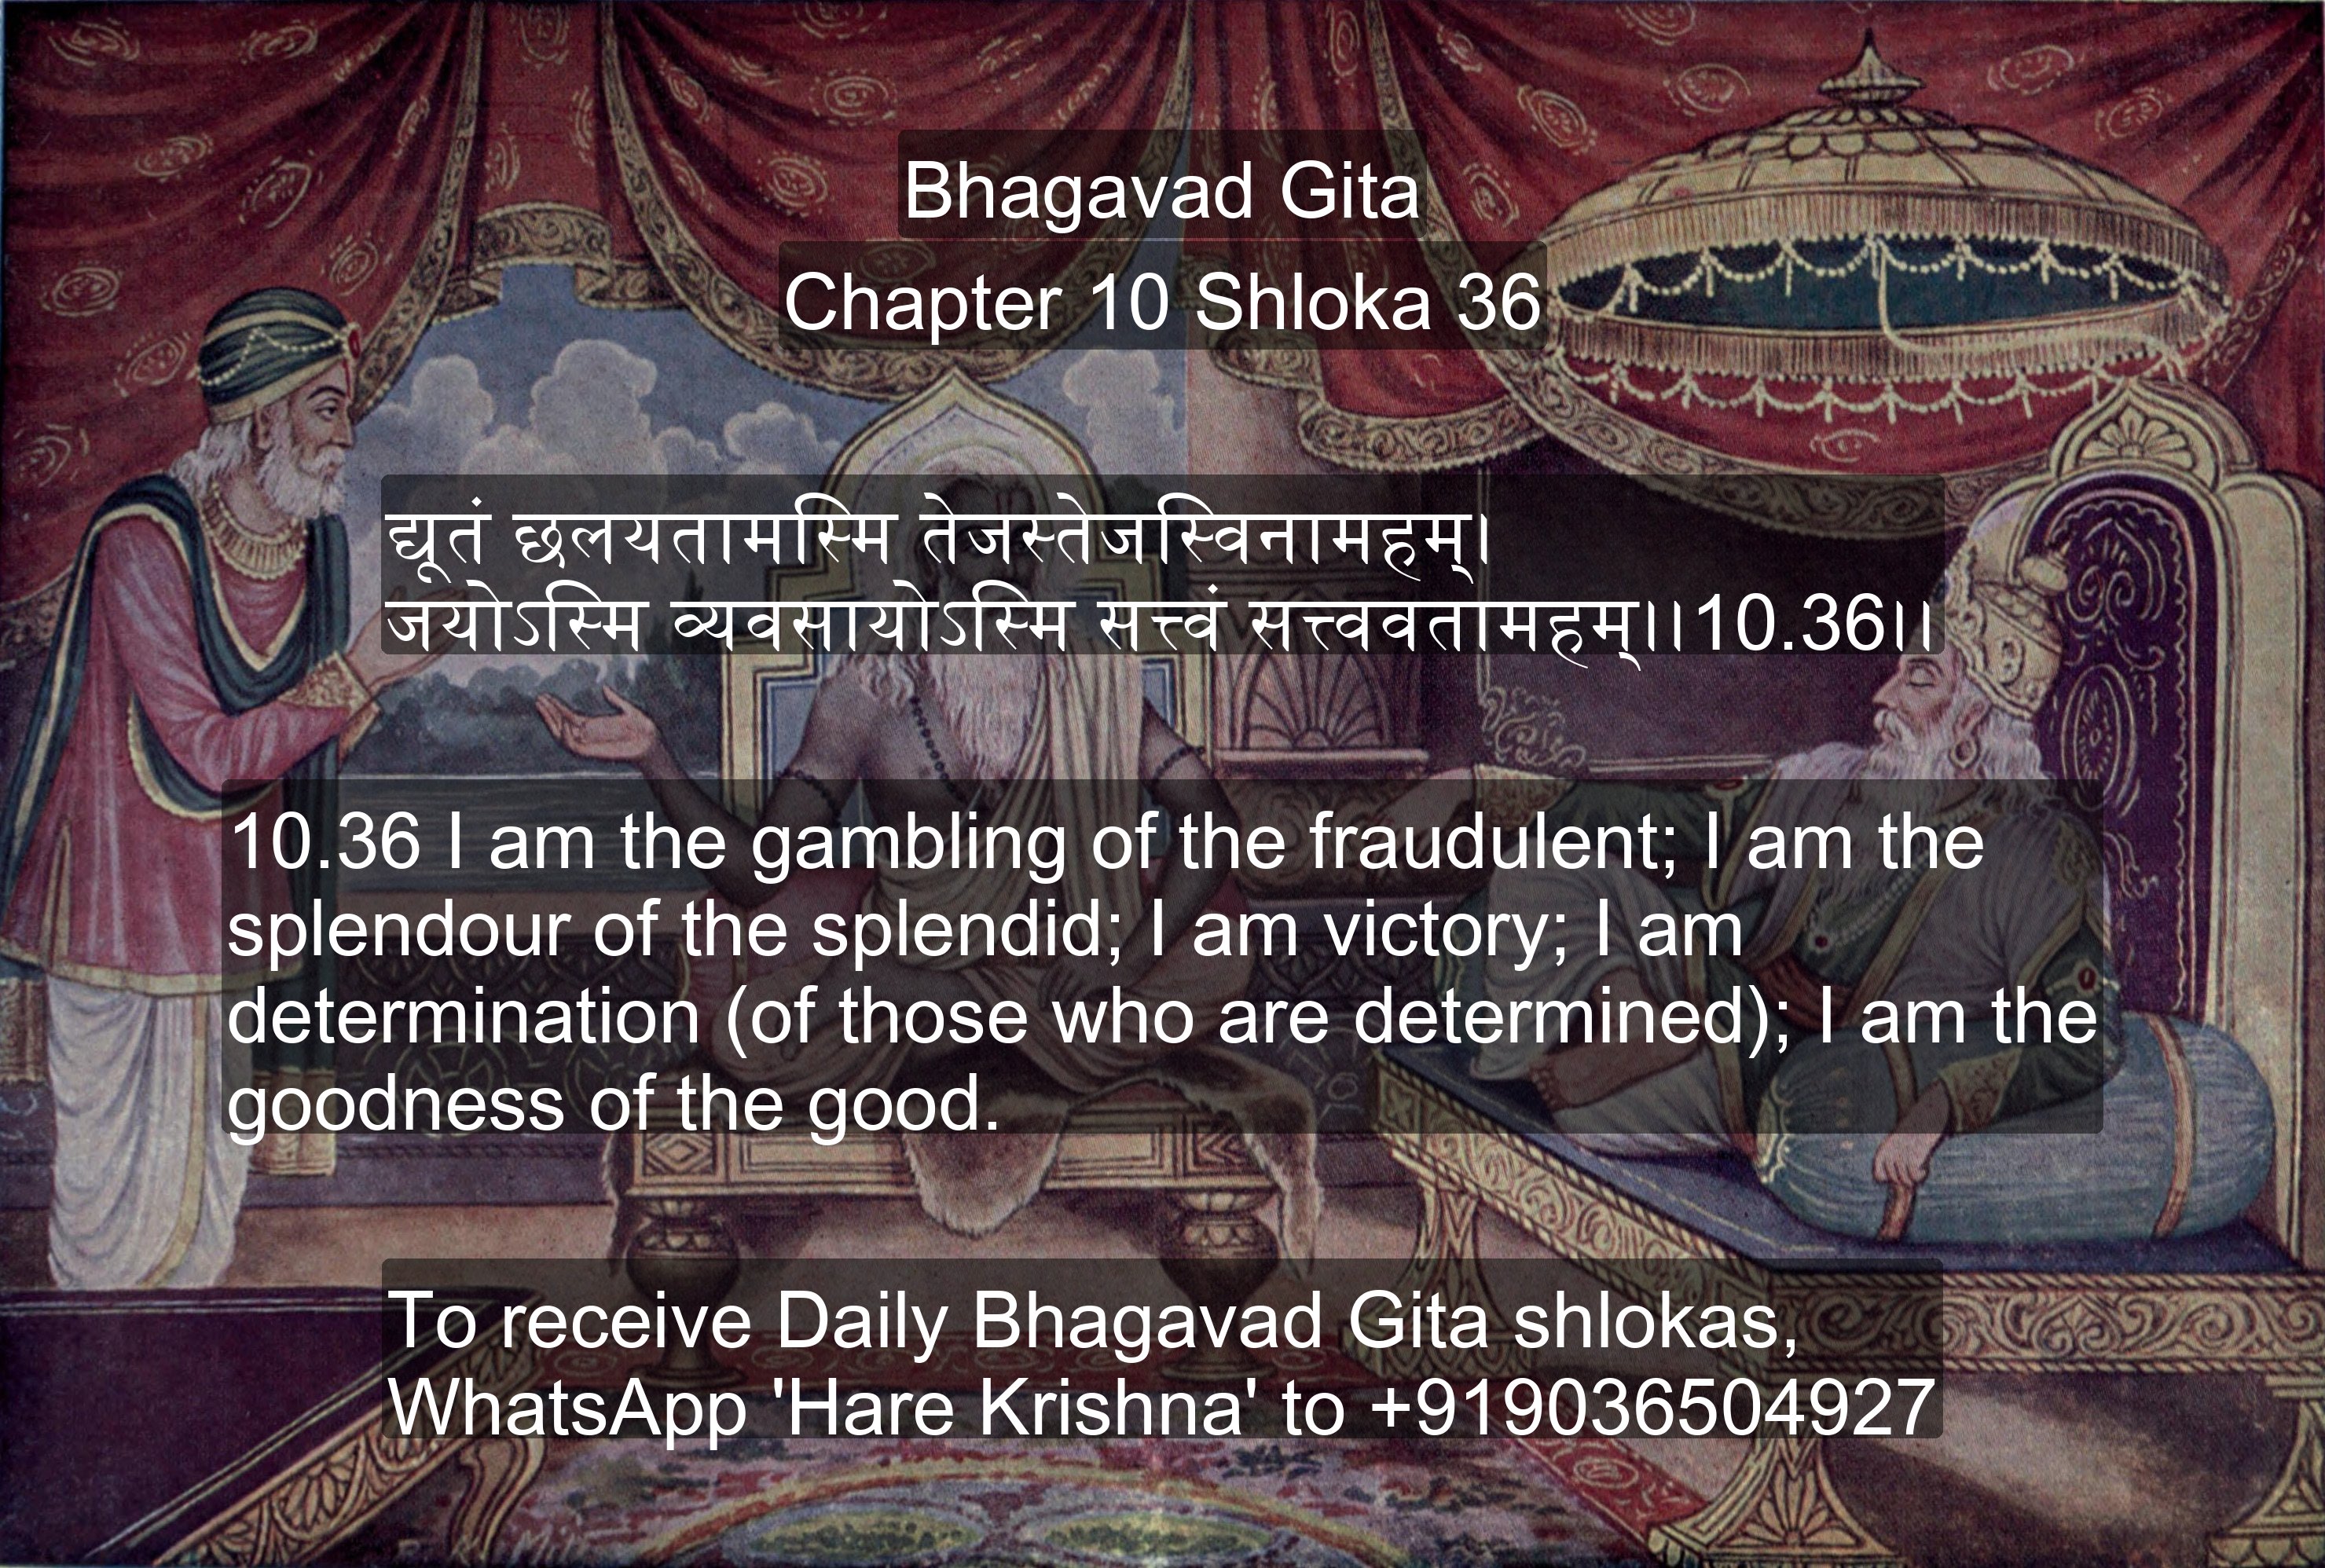 Bhagavad Gita
Chapter 10 Shloka 36
द्यूतं छलयतामस्मि तेजस्तेजस्विनामहम्।
जयोऽस्मि व्यवसायोऽस्मि सत्त्वं सत्त्ववतामहम्।।10.36।।
10.36 I am the gambling of the fraudulent; I am the
splendour of the splendid; I am victory; I am
determination (of those who are determined); I am the
goodness of the good.
To receive Daily Bhagavad Gita shlokas,
WhatsApp 'Hare Krishna' to +919036504927